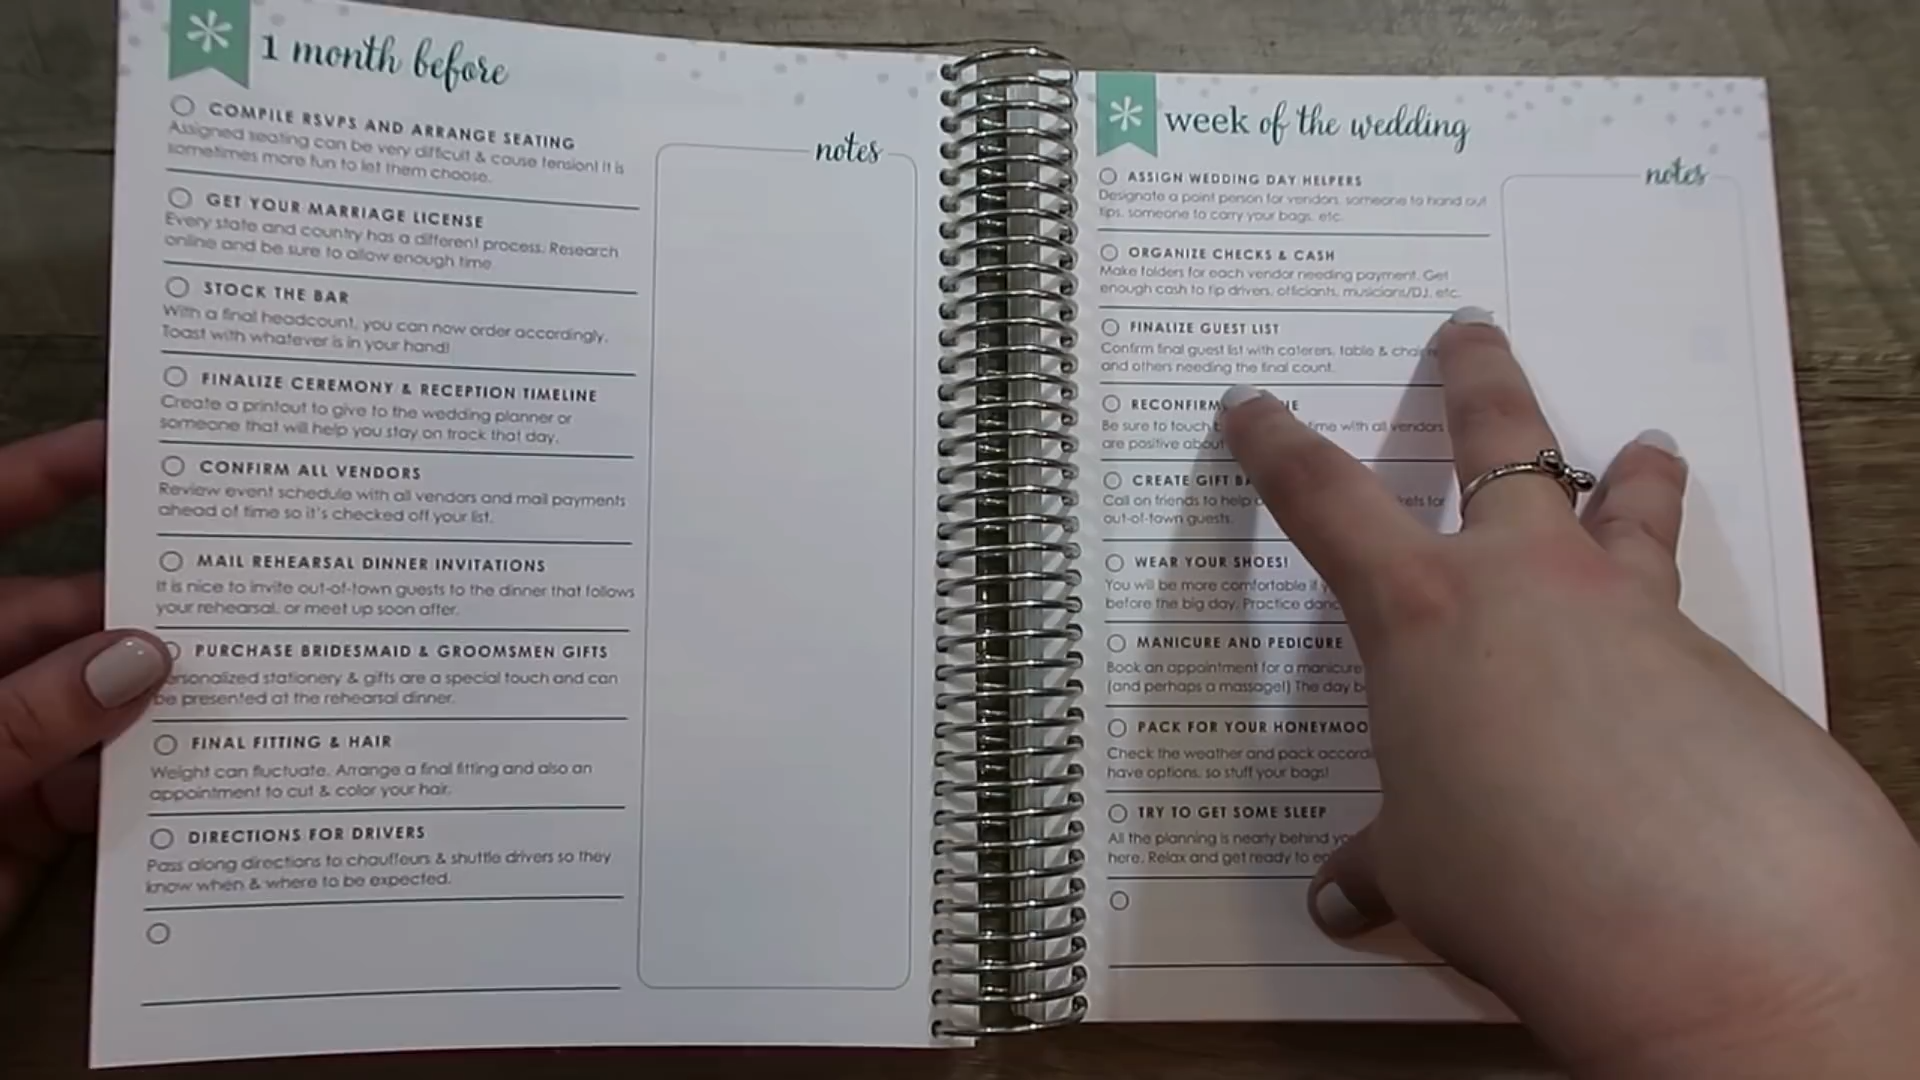 1 month before
COMPILE RSVPS AND ARRANGE SEATING
Assigned seating can be very difficult & cause tension! It is
sometimes more fun to let them choose.
GET YOUR MARRIAGE LICENSE
Every state and country has a different process. Research
online and be sure to allow enough time.
STOCK THE BAR
With a final headcount, you can now order accordingly.
Toast with whatever is in your hand!
FINALIZE CEREMONY & RECEPTION TIMELINE
Create a printout to give to the wedding planner or
someone that will help you stay on track that day.
CONFIRM ALL VENDORS
Review event schedule with all vendors and mail payments
ahead of time so it's checked off your list.
MAIL REHEARSAL DINNER INVITATIONS
It is nice to invite out-of-town guests to the dinner that follows
your rehearsal, or meet up soon after.
PURCHASE BRIDESMAID & GROOMSMEN GIFTS
ersonalized stationery & gifts are a special touch and can
be presented at the rehearsal dinner.
FINAL FITTING & HAIR
Weight can fluctuate. Arrange a final fitting and also an
appointment to cut & color your hair.
DIRECTIONS FOR DRIVERS
Pass along directions to chauffeurs & shuttle drivers so they
know when & where to be expected.
notes
week of the wedding
ASSIGN WEDDING DAY HELPERS
Designate a point person for vendors, someone to hand out
tips, someone to carry your bags, etc.
ORGANIZE CHECKS & CASH
Make folders for each vendor needing payment. Get
enough cash to tip drivers, officiants, musicians/DJ, etc.
FINALIZE GUEST LIST
Confirm final guest list with caterers, table & chai
and others needing the final count.
RECONFIRM
Be sure to touch time with all vendors
are positive about
CREATE GIFT BA
Call on friends to help kets for
out-of-town guests.
WEAR YOUR SHOES!
You will be more comfortable if y
before the big day. Practice danc
MANICURE AND PEDICURE
Book an appointment for a manicure
(and perhaps a massage!) The day b
PACK FOR YOUR HONEYMOO
Check the weather and pack accordi
have options, so stuff your bags!
TRY TO GET SOME SLEEP
All the planning is nearly behind yo
here. Relax and get ready to
notes